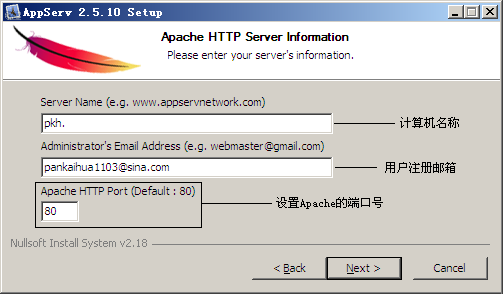 AppServ 2.5.10 Setup
Apache HTTP Server Information
Please enter your server's information.
Server Name (e.g. www.appservnetwork.com)
pkh.
计算机名称
Administrator's Email Address (e.g. webmaster@gmail.com)
pankaihua1103@sina.com
用户注册邮箱
Apache HTTP Port (Default : 80)
80
设置Apache的端口号
Nullsoft Install System v2.18
< Back
Next >
Cancel